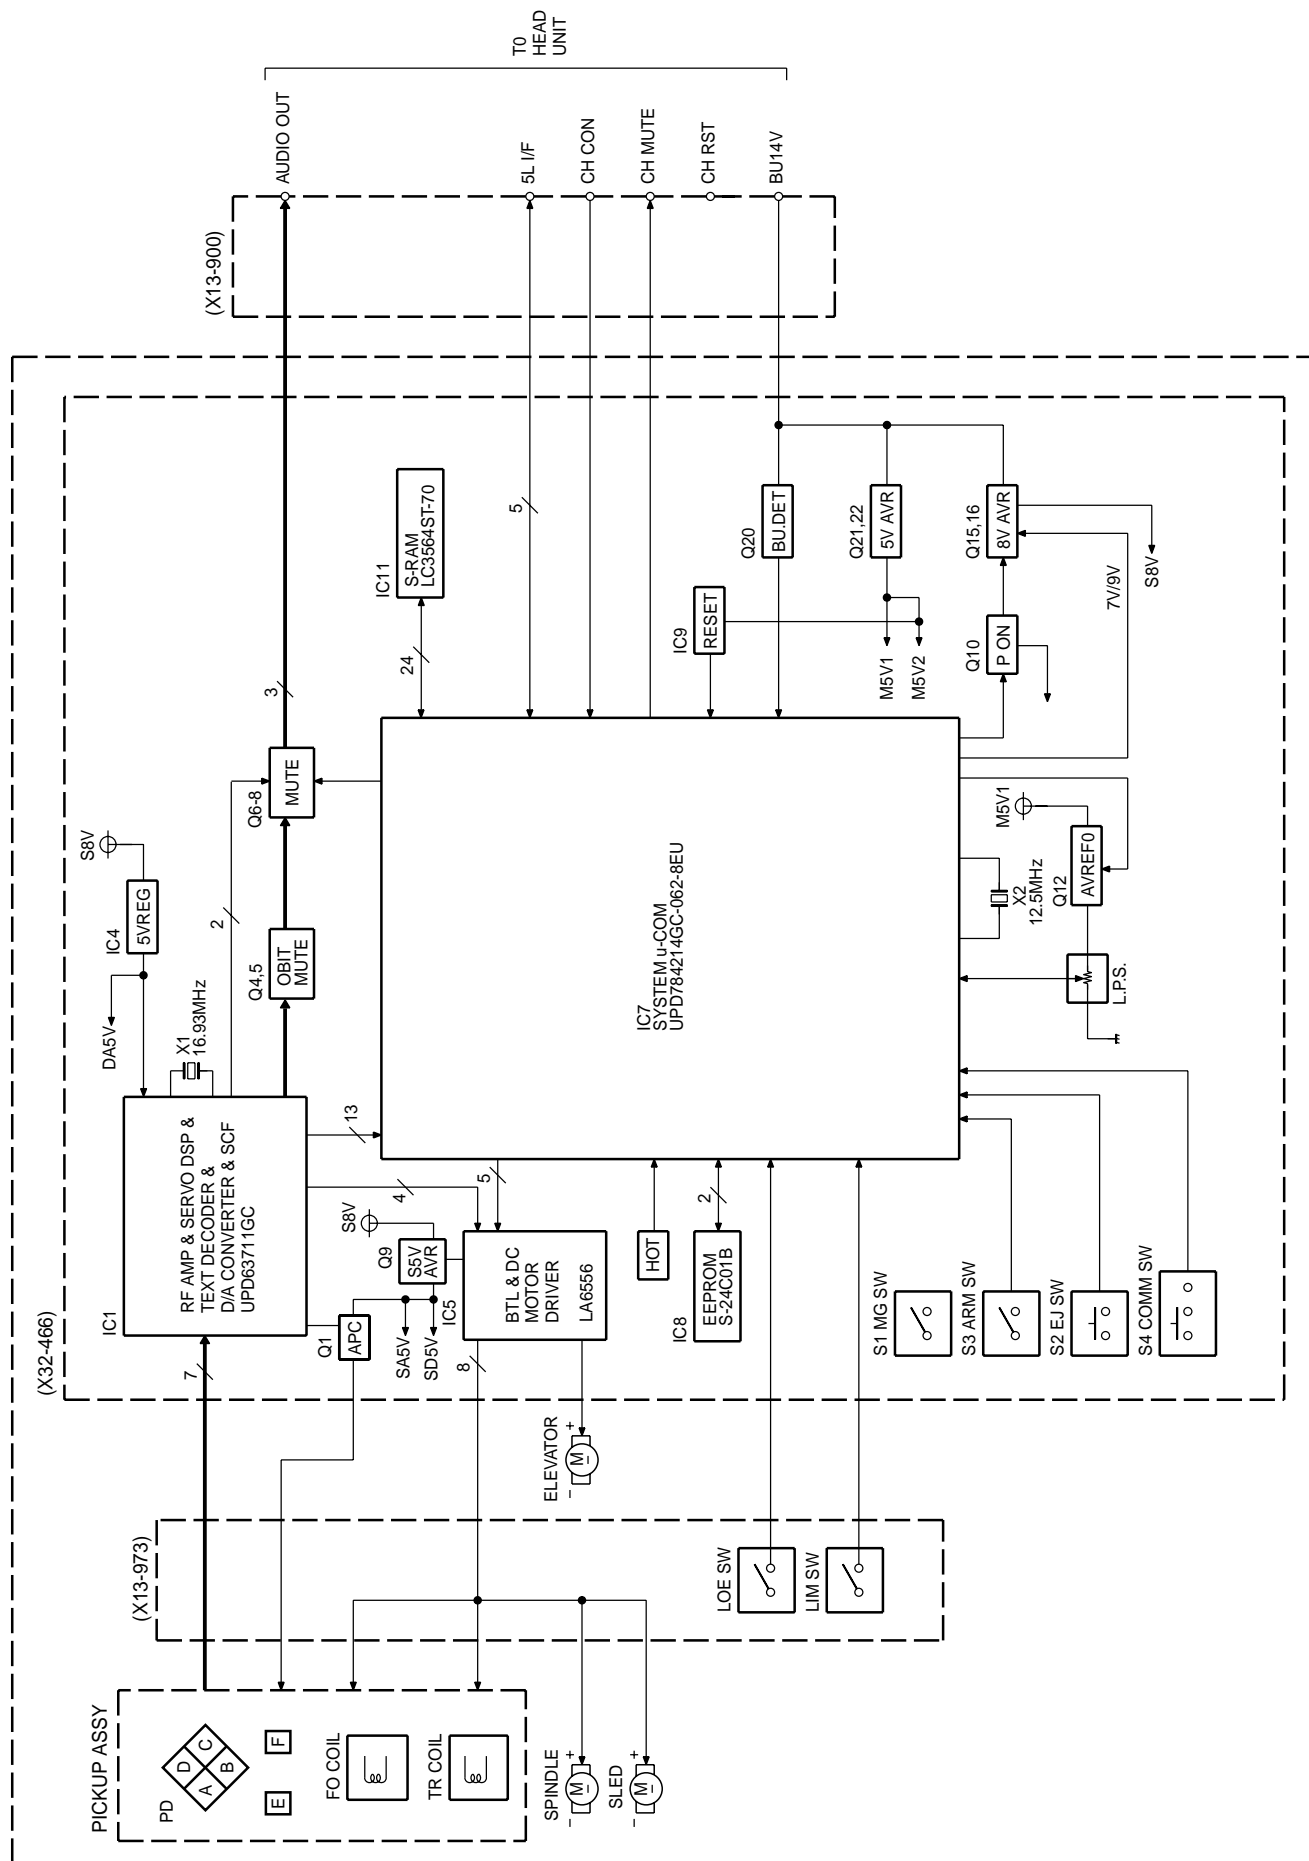 (X32-466)
(X13-973)
(X13-900)
PICKUP ASSY
PD
A
B
C
D
E
F
FO COIL
TR COIL
SPINDLE
+
M
−
SLED
+
M
−
ELEVATOR
+
M
−
LOE SW
LIM SW
7
IC1
RF AMP & SERVO DSP &
TEXT DECODER &
D/A CONVERTER & SCF
UPD63711GC
X1
16.93MHz
DA5V
IC4
5VREG
S8V
Q1
APC
SA5V
SD5V
Q9
S5V
AVR
S8V
IC5
BTL & DC
MOTOR
DRIVER
LA6556
8
4
5
13
2
Q4,5
OBIT
MUTE
Q6-8
MUTE
3
HOT
IC8
EEPROM
S-24C01B
2
S1 MG SW
S3 ARM SW
S2 EJ SW
S4 COMM SW
IC7
SYSTEM u-COM
UPD784214GC-062-8EU
L.P.S.
Q12
AVREF0
M5V1
X2
12.5MHz
IC11
S-RAM
LC3564ST-70
24
5
IC9
RESET
Q20
BU.DET
Q21,22
5V AVR
M5V1
M5V2
Q10
P ON
Q15,16
8V AVR
7V/9V
S8V
AUDIO OUT
5L I/F
CH CON
CH MUTE
CH RST
BU14V
T0
HEAD
UNIT